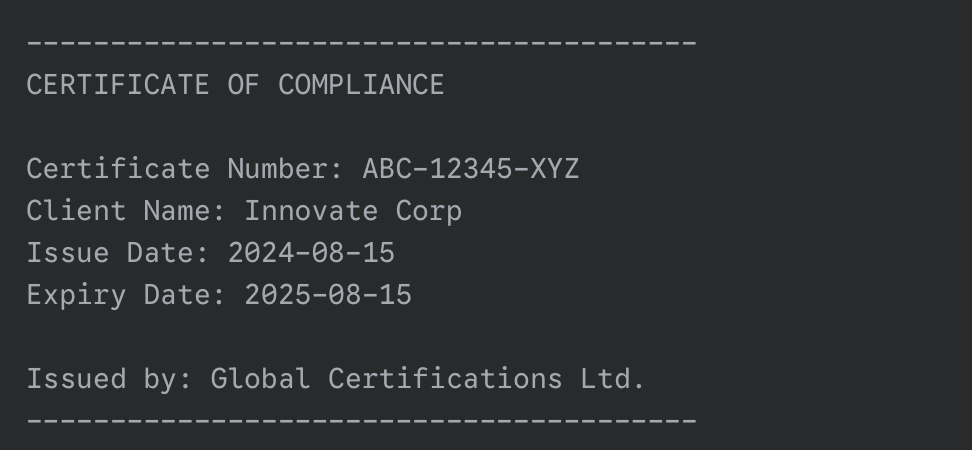 ----------------------------------------
CERTIFICATE OF COMPLIANCE
Certificate Number: ABC-12345-XYZ
Client Name: Innovate Corp
Issue Date: 2024-08-15
Expiry Date: 2025-08-15
Issued by: Global Certifications Ltd.
----------------------------------------